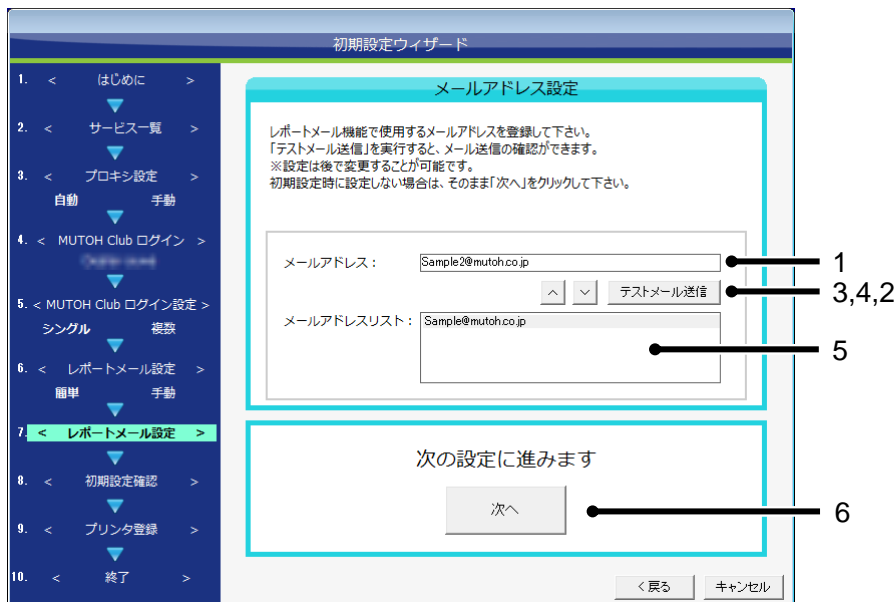 初期設定ウィザード
1. < はじめに >
2. < サービス一覧 >
3. < プロキシ設定 >
自動 手動
4. < MUTOH Club ログイン >
5. < MUTOH Club ログイン設定 >
シングル 複数
6. < レポートメール設定 >
簡単 手動
7. < レポートメール設定 >
8. < 初期設定確認 >
9. < プリンタ登録 >
10. < 終了 >
メールアドレス設定
レポートメール機能で使用するメールアドレスを登録して下さい。
「テストメール送信」を実行すると、メール送信の確認ができます。
※設定は後で変更することが可能です。
初期設定時に設定しない場合は、そのまま「次へ」をクリックして下さい。
メールアドレス： Sample2@mutoh.co.jp 1
テストメール送信 3,4,2
メールアドレスリスト： Sample@mutoh.co.jp
5
次の設定に進みます
次へ 6
< 戻る キャンセル